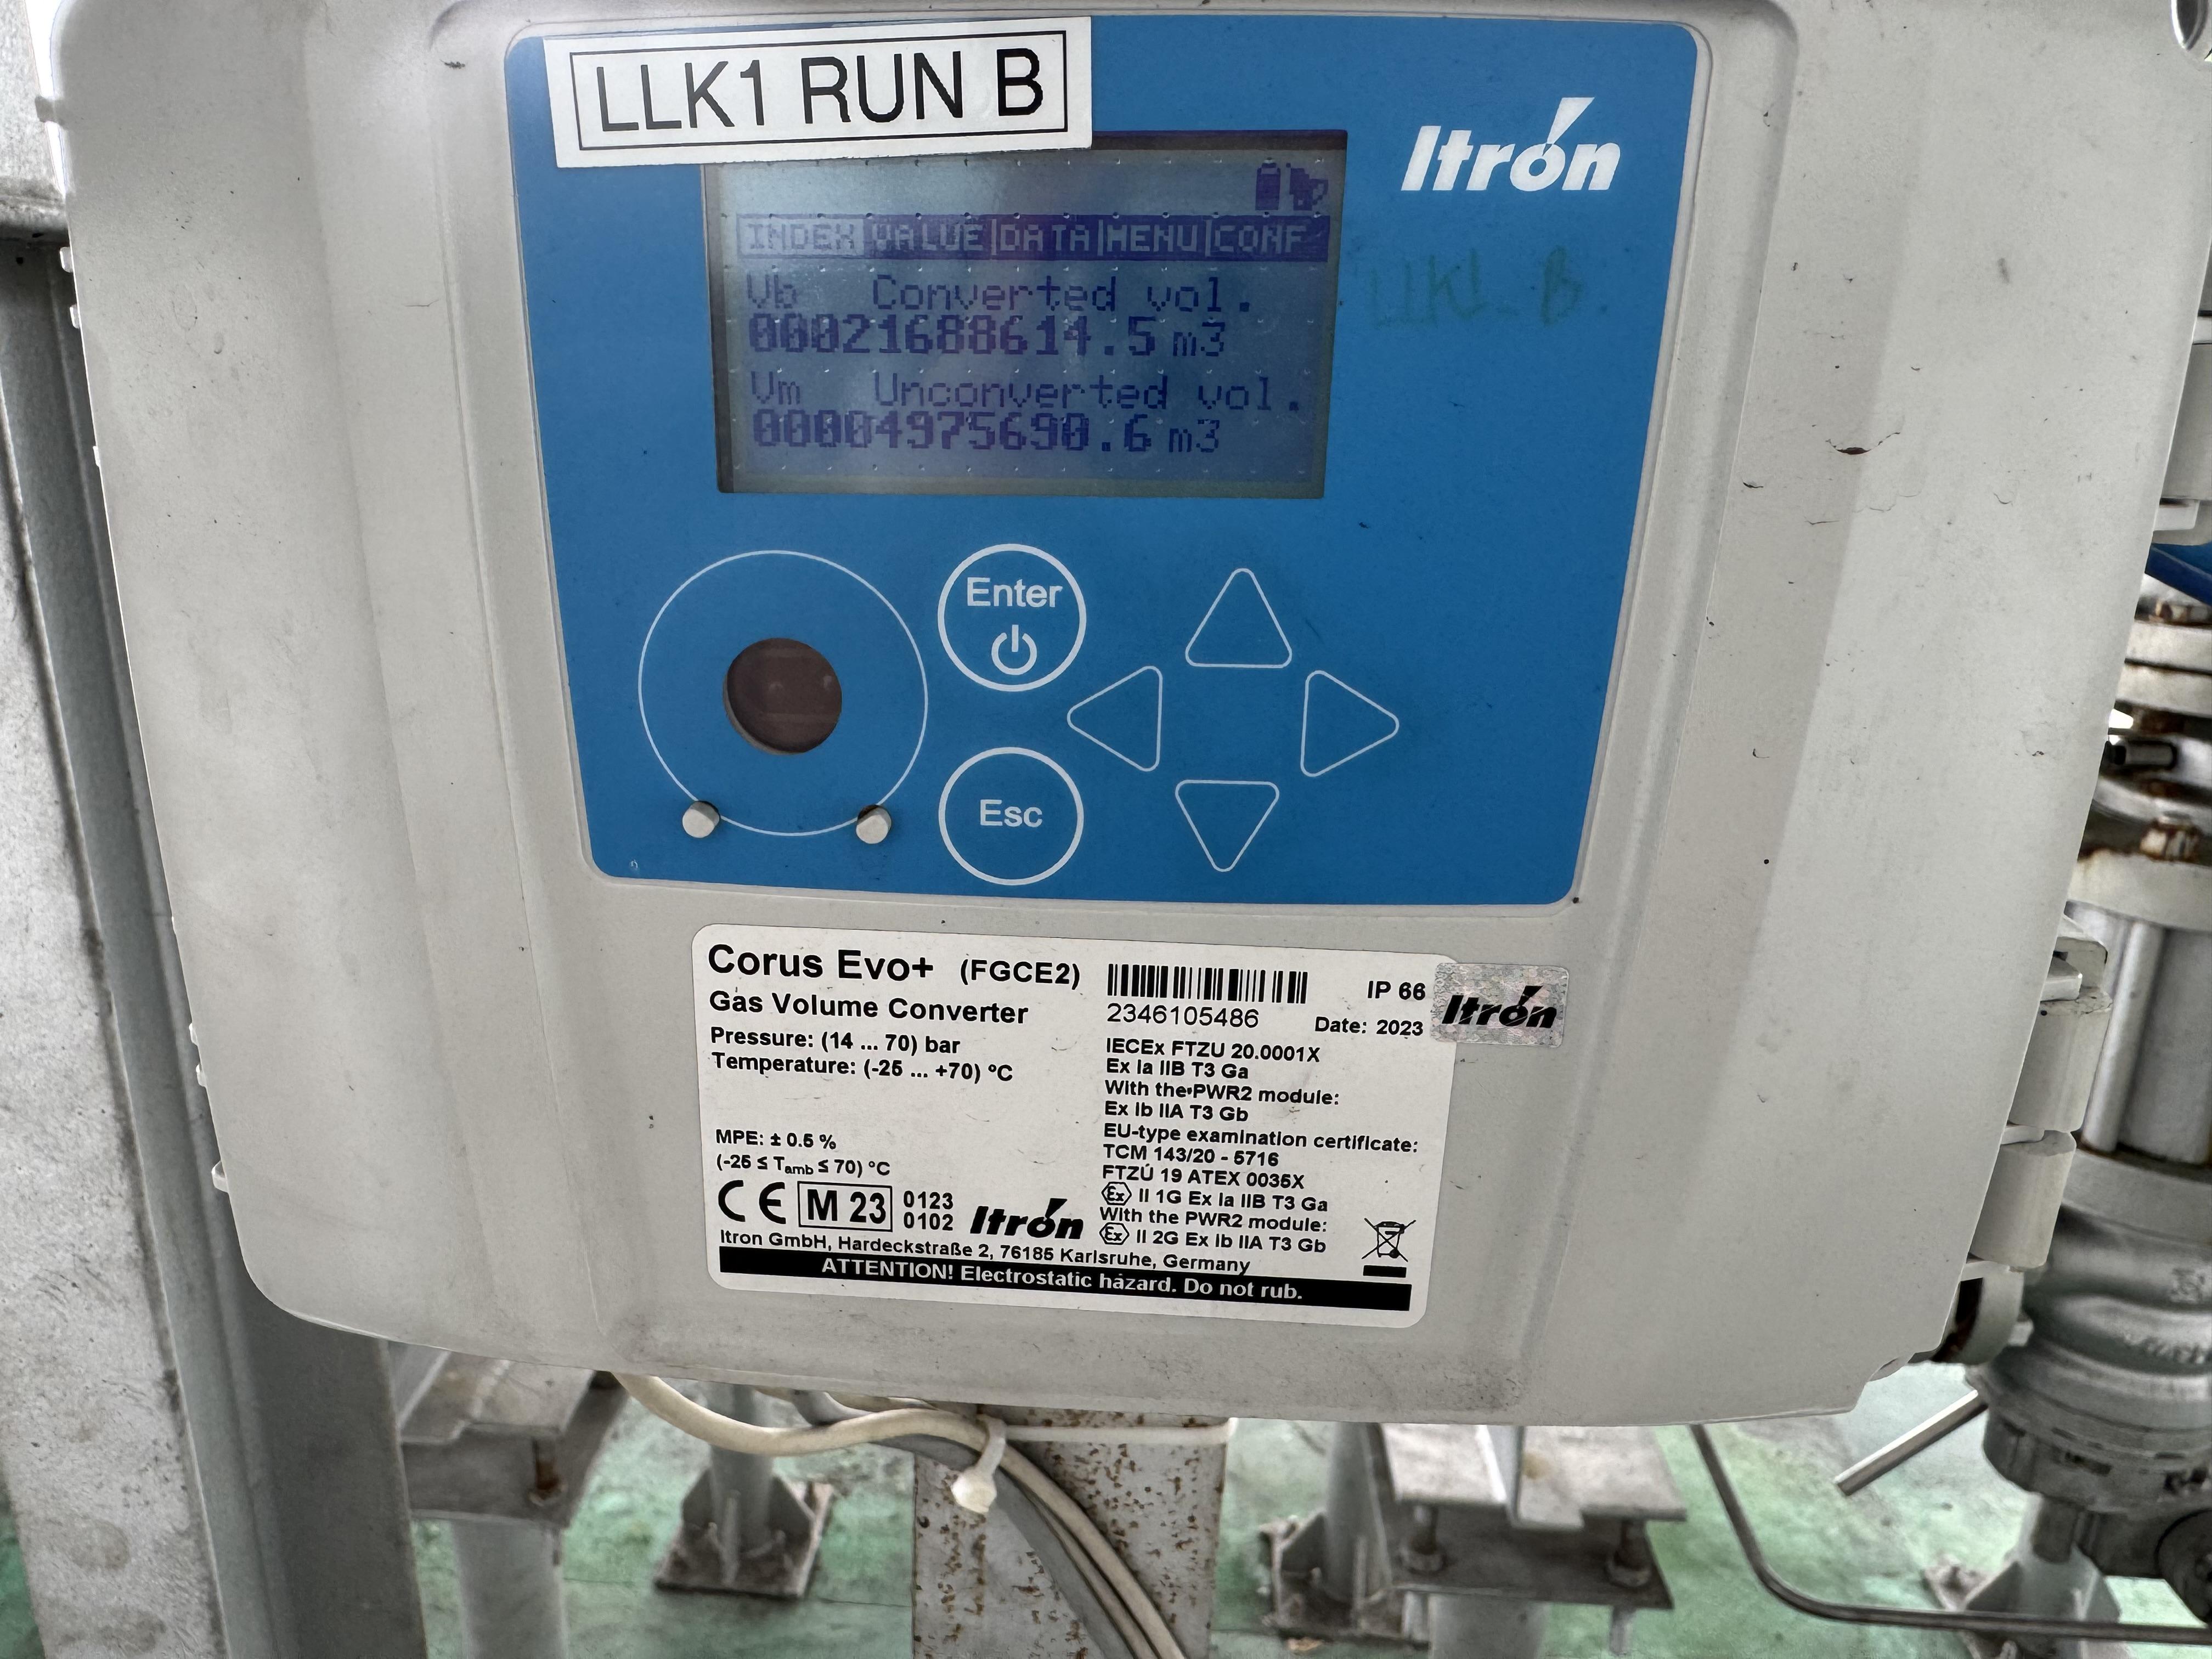 LLK1 RUN B
Itron
INDEX VALUE DATA MENU CONF
Vb Converted vol.
00021688614.5 m3
Vm Unconverted vol.
00004975690.6 m3
LLK1-B
Enter
Esc
Corus Evo+ (FGCE2)
Gas Volume Converter
Pressure: (14 ... 70) bar
Temperature: (-25 ... +70) °C
MPE: ± 0.5 %
(-25 ≤ Tamb ≤ 70) °C
CE M 23 0123
0102
Itron
2346105486
IP 66
Date: 2023
Itron
IECEx FTZU 20.0001X
Ex ia IIB T3 Ga
With the PWR2 module:
Ex ib IIA T3 Gb
EU-type examination certificate:
TCM 143/20 - 5716
FTZÚ 19 ATEX 0035X
Ex II 1G Ex ia IIB T3 Ga
With the PWR2 module:
Ex II 2G Ex ib IIA T3 Gb
Itron GmbH, Hardeckstraße 2, 76185 Karlsruhe, Germany
ATTENTION! Electrostatic hazard. Do not rub.